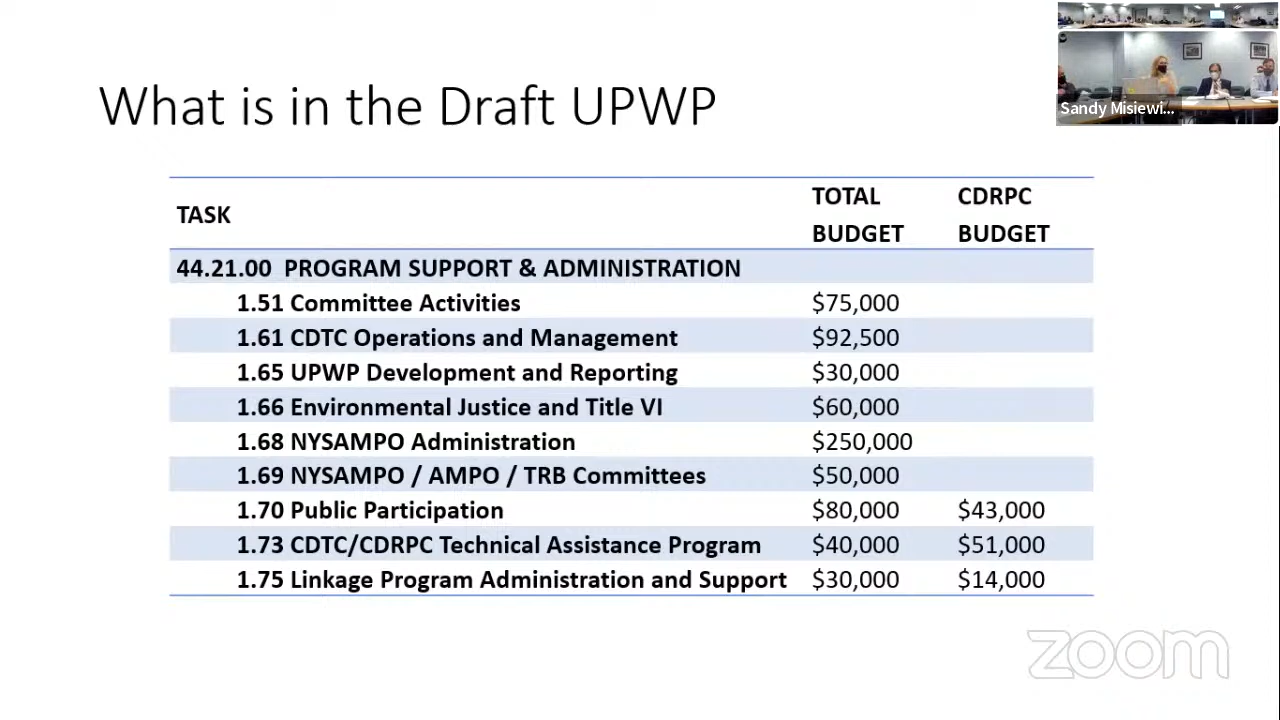 What is in the Draft UPWP
Sandy Misiewi...
TASK TOTAL BUDGET CDRPC BUDGET
44.21.00 PROGRAM SUPPORT & ADMINISTRATION
1.51 Committee Activities $75,000
1.61 CDTC Operations and Management $92,500
1.65 UPWP Development and Reporting $30,000
1.66 Environmental Justice and Title VI $60,000
1.68 NYSAMPO Administration $250,000
1.69 NYSAMPO / AMPO / TRB Committees $50,000
1.70 Public Participation $80,000 $43,000
1.73 CDTC/CDRPC Technical Assistance Program $40,000 $51,000
1.75 Linkage Program Administration and Support $30,000 $14,000
zoom